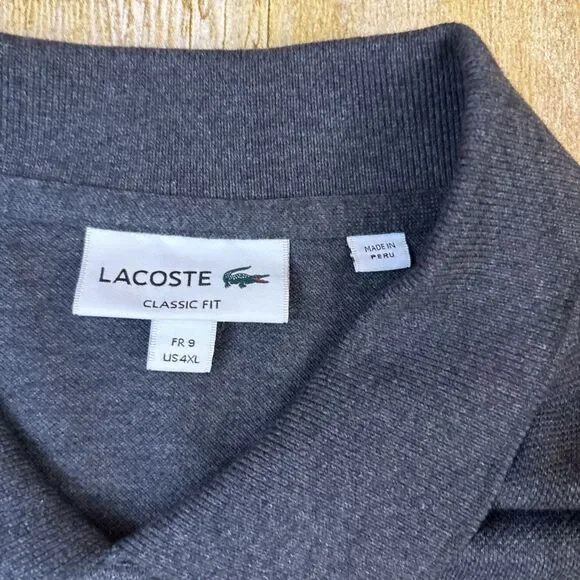 LACOSTE
CLASSIC FIT
FR 9
US 4XL
MADE IN
PERU